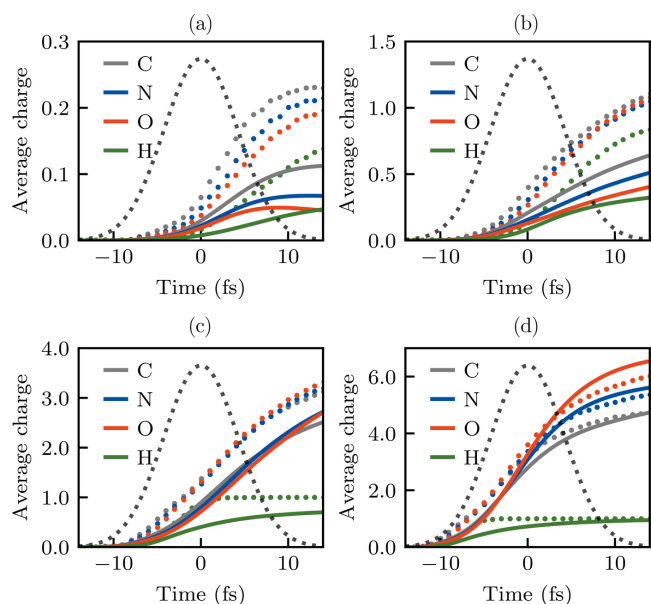 (a)
Average charge
0.3
0.2
0.1
0.0
C
N
O
H
−10
0
10
Time (fs)
(b)
Average charge
1.5
1.0
0.5
0.0
C
N
O
H
−10
0
10
Time (fs)
(c)
Average charge
4.0
3.0
2.0
1.0
0.0
C
N
O
H
−10
0
10
Time (fs)
(d)
Average charge
6.0
4.0
2.0
0.0
C
N
O
H
−10
0
10
Time (fs)